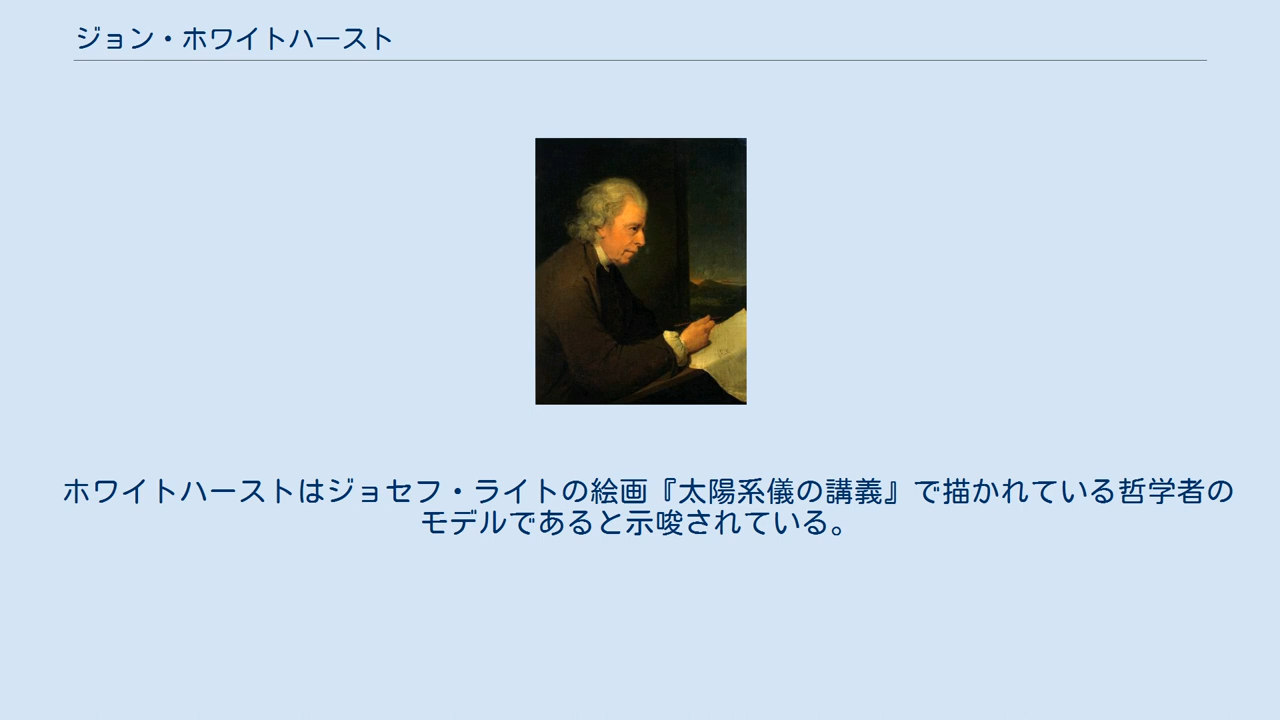 ジョン・ホワイトハースト
ホワイトハーストはジョセフ・ライトの絵画『太陽系儀の講義』で描かれている哲学者の
モデルであると示唆されている。